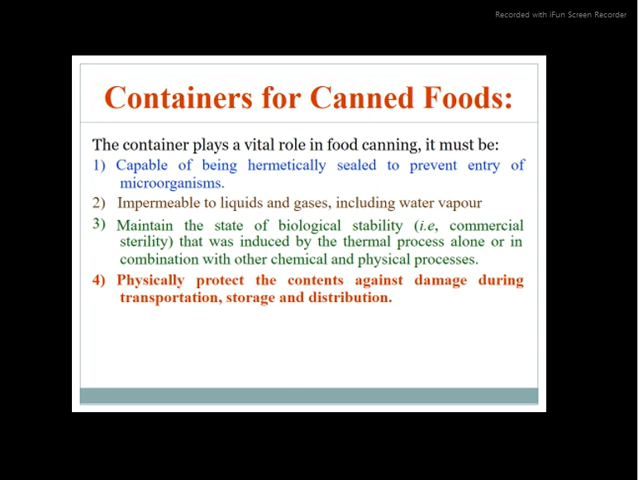 Recorded with iFun Screen Recorder
Containers for Canned Foods:
The container plays a vital role in food canning, it must be:
1) Capable of being hermetically sealed to prevent entry of
microorganisms.
2) Impermeable to liquids and gases, including water vapour
3) Maintain the state of biological stability (i.e, commercial
sterility) that was induced by the thermal process alone or in
combination with other chemical and physical processes.
4) Physically protect the contents against damage during
transportation, storage and distribution.